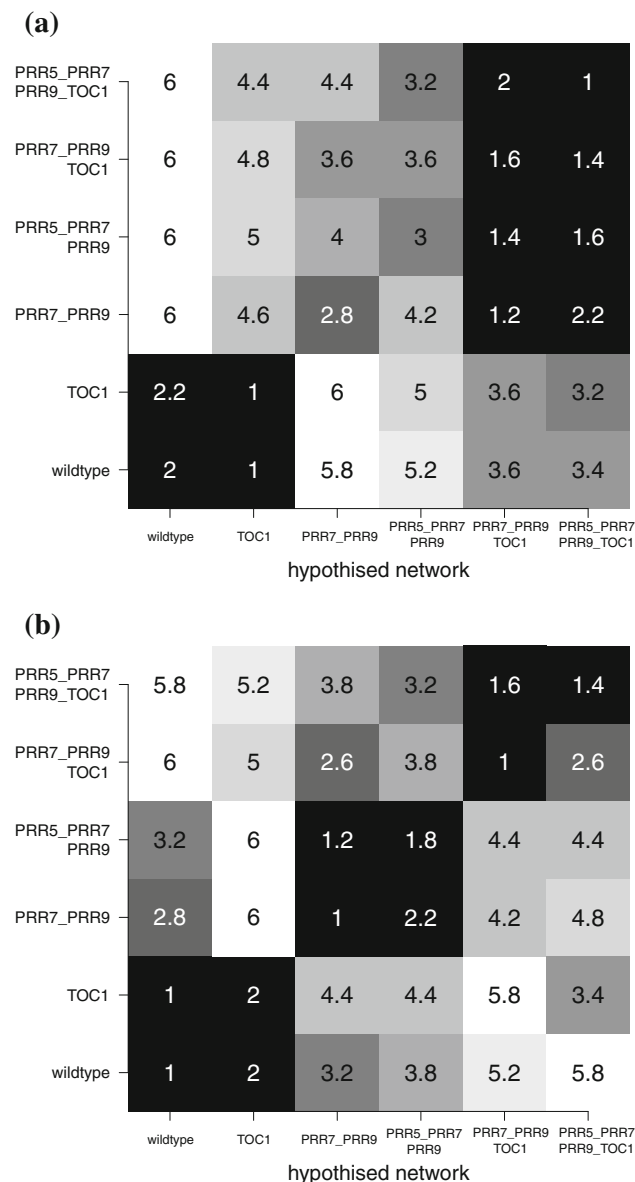 (a)
PRR5_PRR7
PRR9_TOC1
6 4.4 4.4 3.2 2 1
PRR7_PRR9
TOC1
6 4.8 3.6 3.6 1.6 1.4
PRR5_PRR7
PRR9
6 5 4 3 1.4 1.6
PRR7_PRR9 6 4.6 2.8 4.2 1.2 2.2
TOC1 2.2 1 6 5 3.6 3.2
wildtype 2 1 5.8 5.2 3.6 3.4
wildtype TOC1 PRR7_PRR9 PRR5_PRR7 PRR7_PRR9 PRR5_PRR7
PRR9 TOC1 PRR9_TOC1
hypothised network
(b)
PRR5_PRR7
PRR9_TOC1
5.8 5.2 3.8 3.2 1.6 1.4
PRR7_PRR9
TOC1
6 5 2.6 3.8 1 2.6
PRR5_PRR7
PRR9
3.2 6 1.2 1.8 4.4 4.4
PRR7_PRR9 2.8 6 1 2.2 4.2 4.8
TOC1 1 2 4.4 4.4 5.8 3.4
wildtype 1 2 3.2 3.8 5.2 5.8
wildtype TOC1 PRR7_PRR9 PRR5_PRR7 PRR7_PRR9 PRR5_PRR7
PRR9 TOC1 PRR9_TOC1
hypothised network